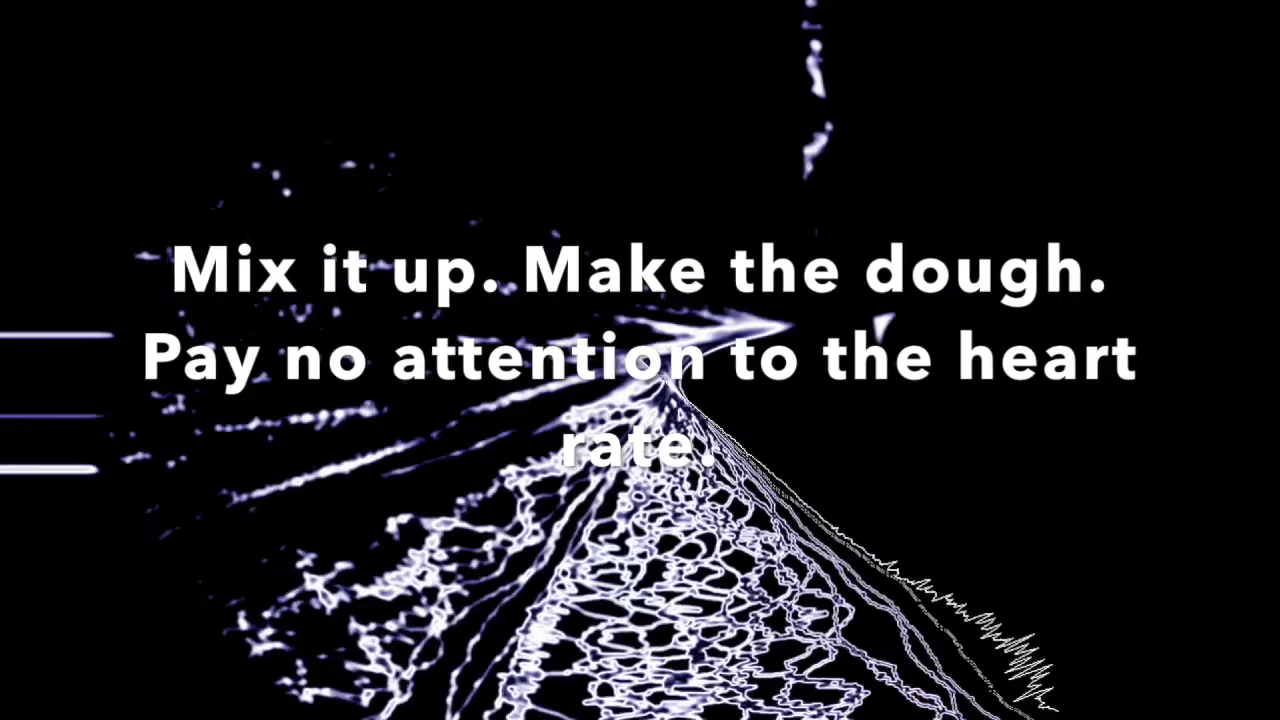 Mix it up. Make the dough.
Pay no attention to the heart
rate.